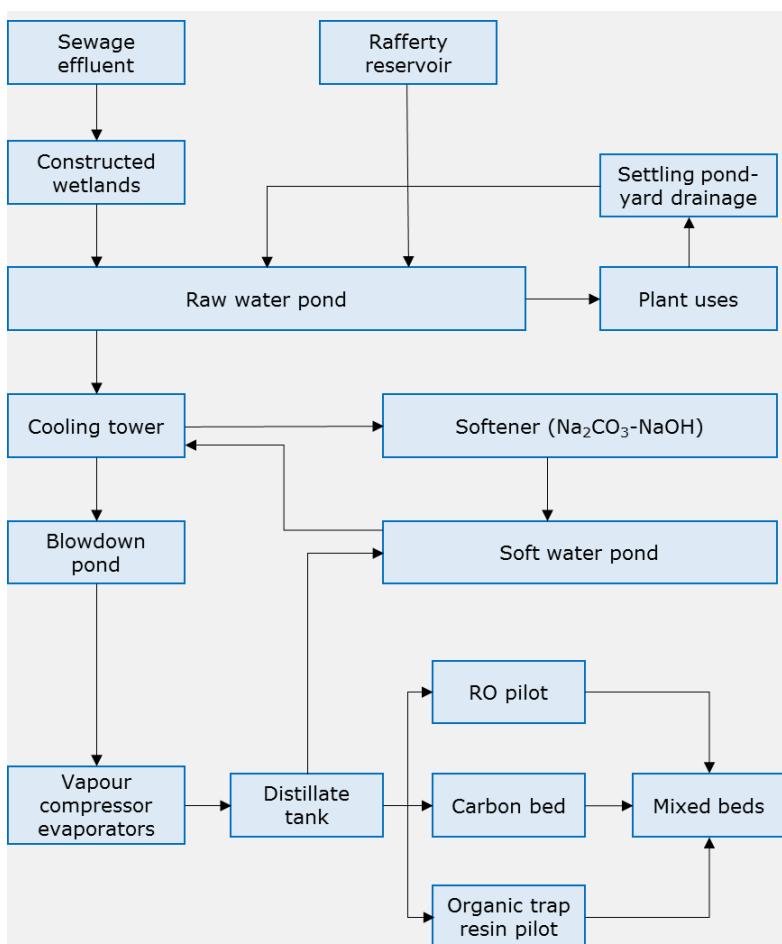 Sewage
effluent
Rafferty
reservoir
Constructed
wetlands
Settling pond-
yard drainage
Raw water pond
Plant uses
Cooling tower
Softener (Na₂CO₃-NaOH)
Blowdown
pond
Soft water pond
RO pilot
Vapour
compressor
evaporators
Distillate
tank
Carbon bed
Mixed beds
Organic trap
resin pilot